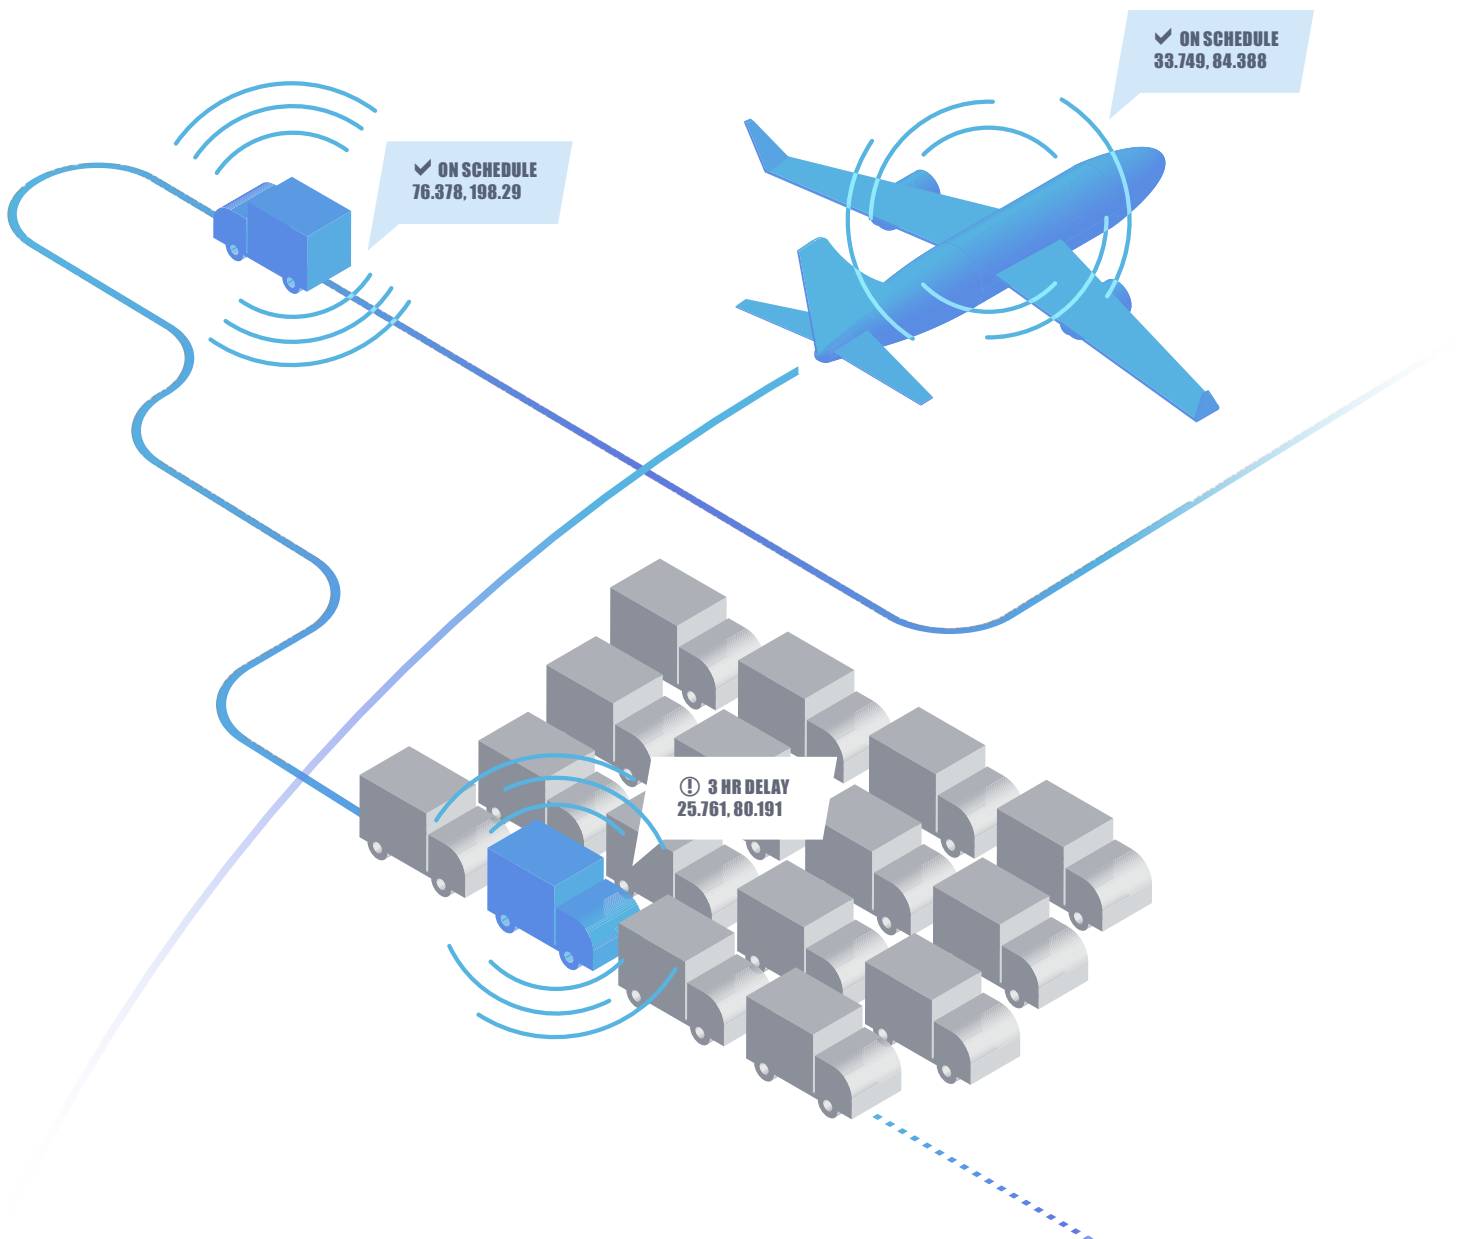 ON SCHEDULE
33.749, 84.388
ON SCHEDULE
76.378, 198.29
3 HR DELAY
25.761, 80.191